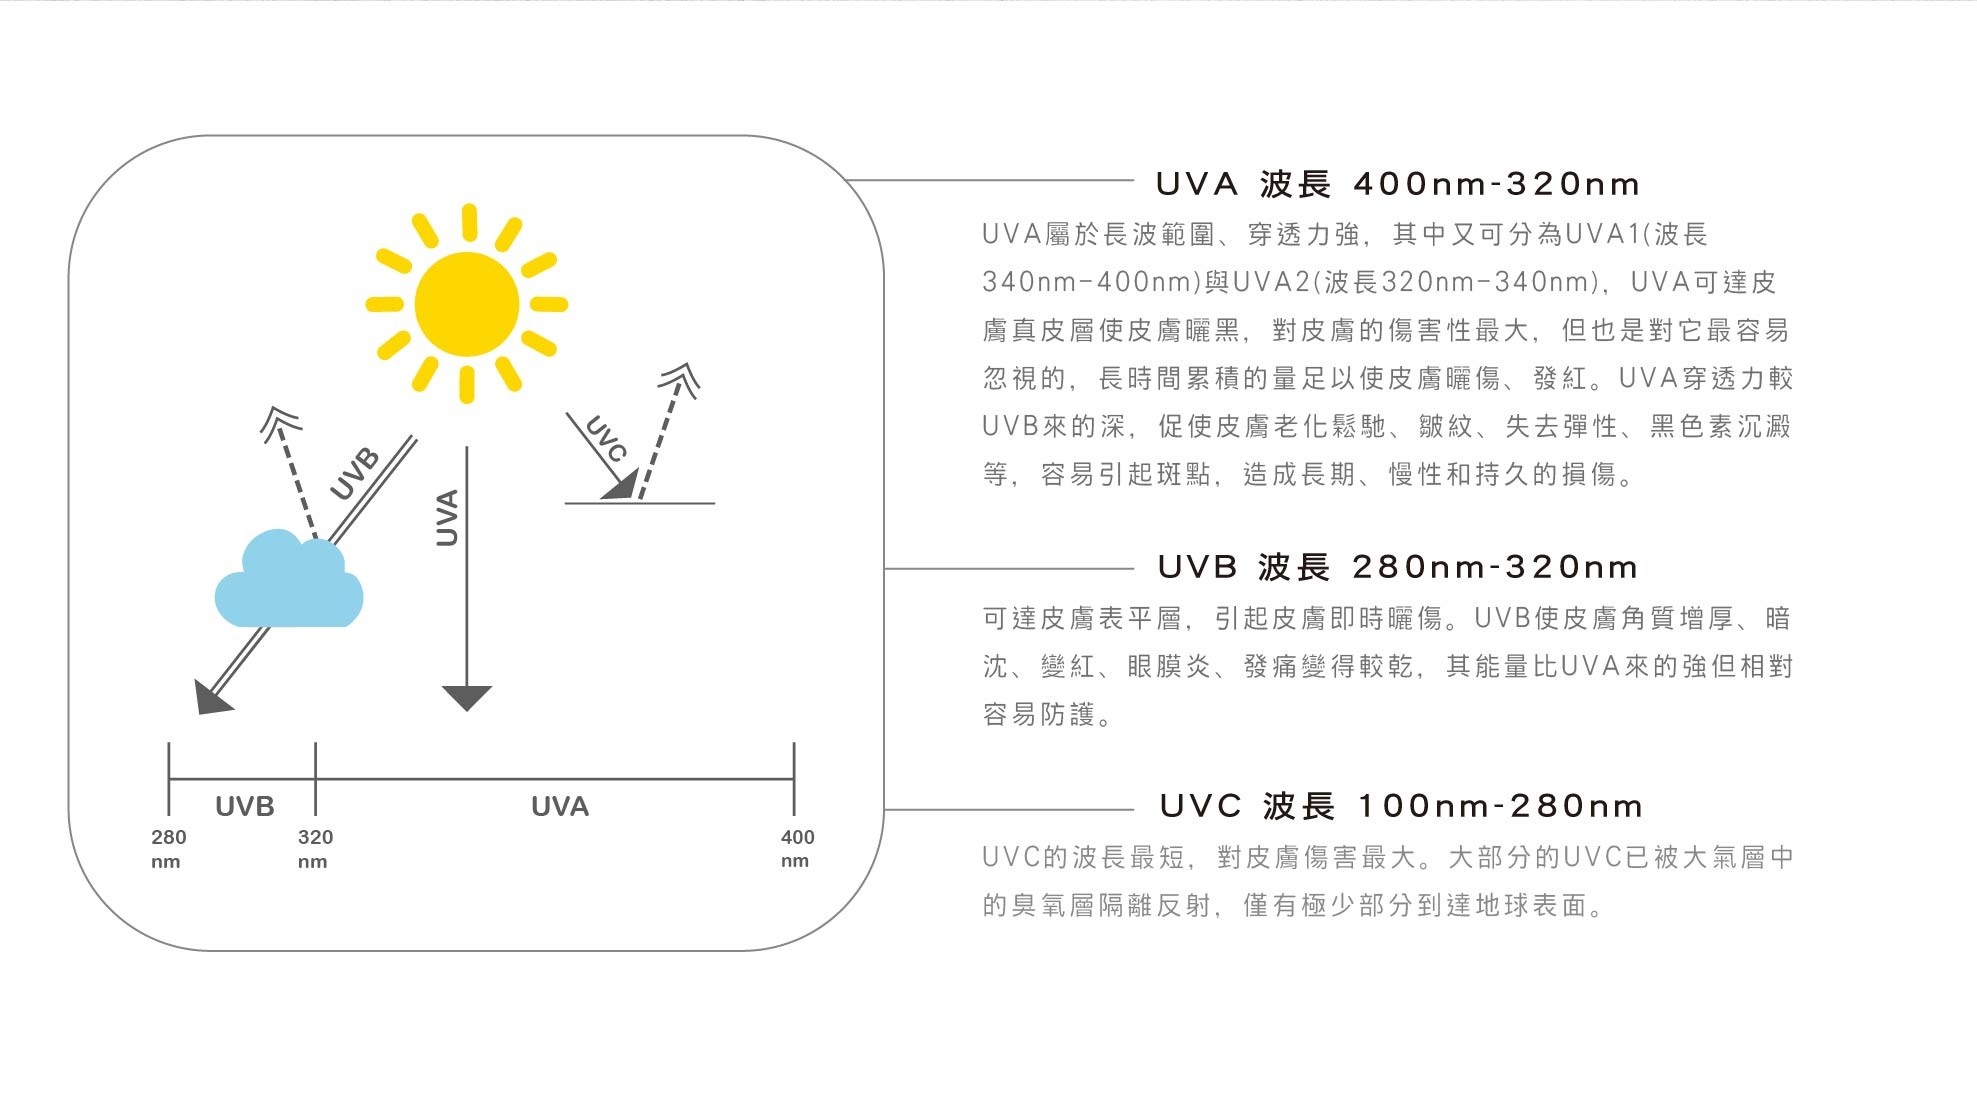 UVB
UVA
UVC
UVB
UVA
280
nm
320
nm
400
nm
UVA 波長 400nm-320nm
UVA屬於長波範圍、穿透力強，其中又可分為UVA1(波長
340nm-400nm)與UVA2(波長320nm-340nm)，UVA可達皮
膚真皮層使皮膚曬黑，對皮膚的傷害性最大，但也是對它最容易
忽視的，長時間累積的量足以使皮膚曬傷、發紅。UVA穿透力較
UVB來的深，促使皮膚老化鬆馳、皺紋、失去彈性、黑色素沉澱
等，容易引起斑點，造成長期、慢性和持久的損傷。
UVB 波長 280nm-320nm
可達皮膚表平層，引起皮膚即時曬傷。UVB使皮膚角質增厚、暗
沈、變紅、眼膜炎、發痛變得較乾，其能量比UVA來的強但相對
容易防護。
UVC 波長 100nm-280nm
UVC的波長最短，對皮膚傷害最大。大部分的UVC已被大氣層中
的臭氧層隔離反射，僅有極少部分到達地球表面。